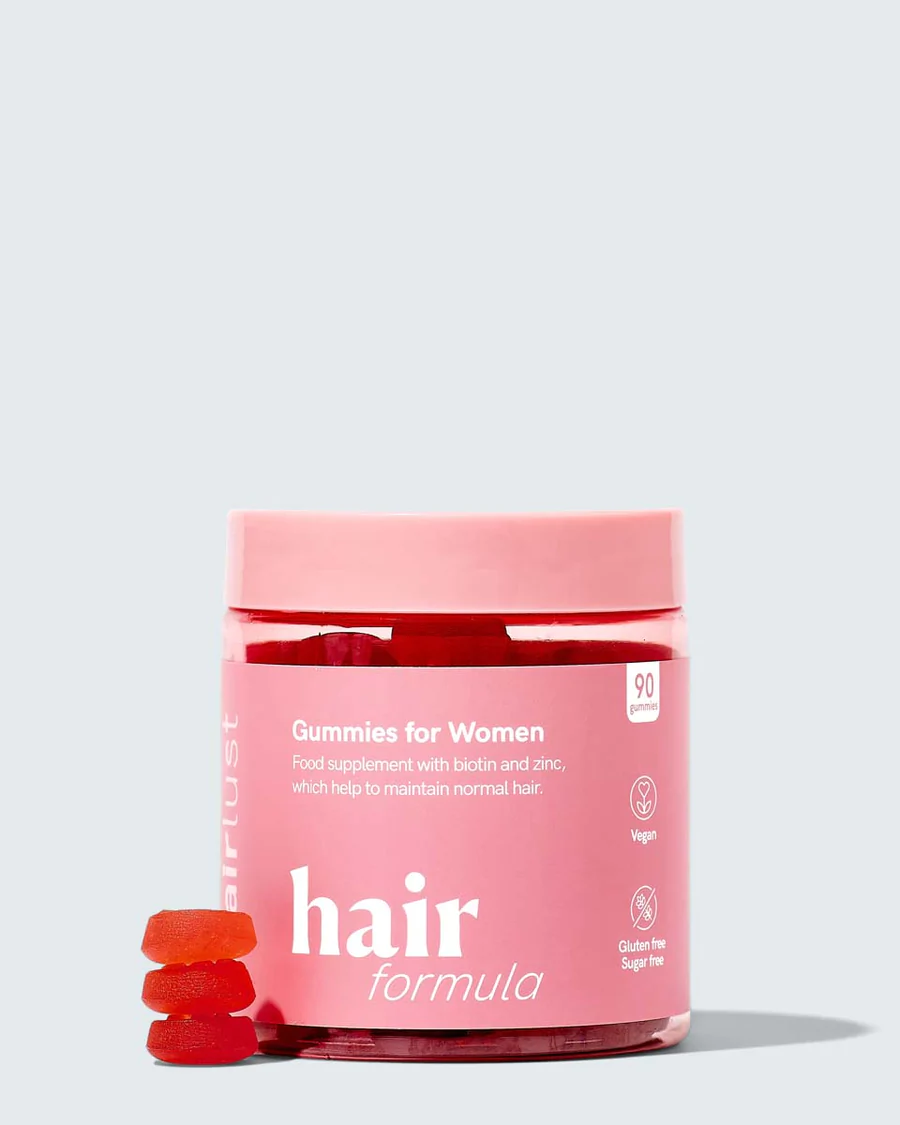 90
gummies
Gummies for Women
Food supplement with biotin and zinc,
which help to maintain normal hair.
Vegan
hair
formula
Gluten free
Sugar free
airlust